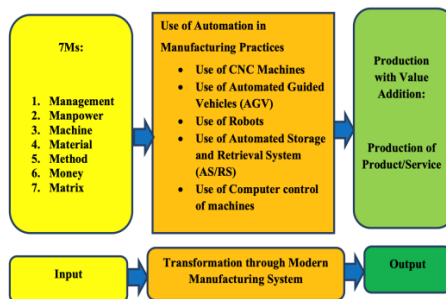 7Ms:
1. Management
2. Manpower
3. Machine
4. Material
5. Method
6. Money
7. Matrix
Use of Automation in
Manufacturing Practices
• Use of CNC Machines
• Use of Automated Guided
Vehicles (AGV)
• Use of Robots
• Use of Automated Storage
and Retrieval System
(AS/RS)
• Use of Computer control
of machines
Production
with Value
Addition:
Production of
Product/Service
Input
Transformation through Modern
Manufacturing System
Output